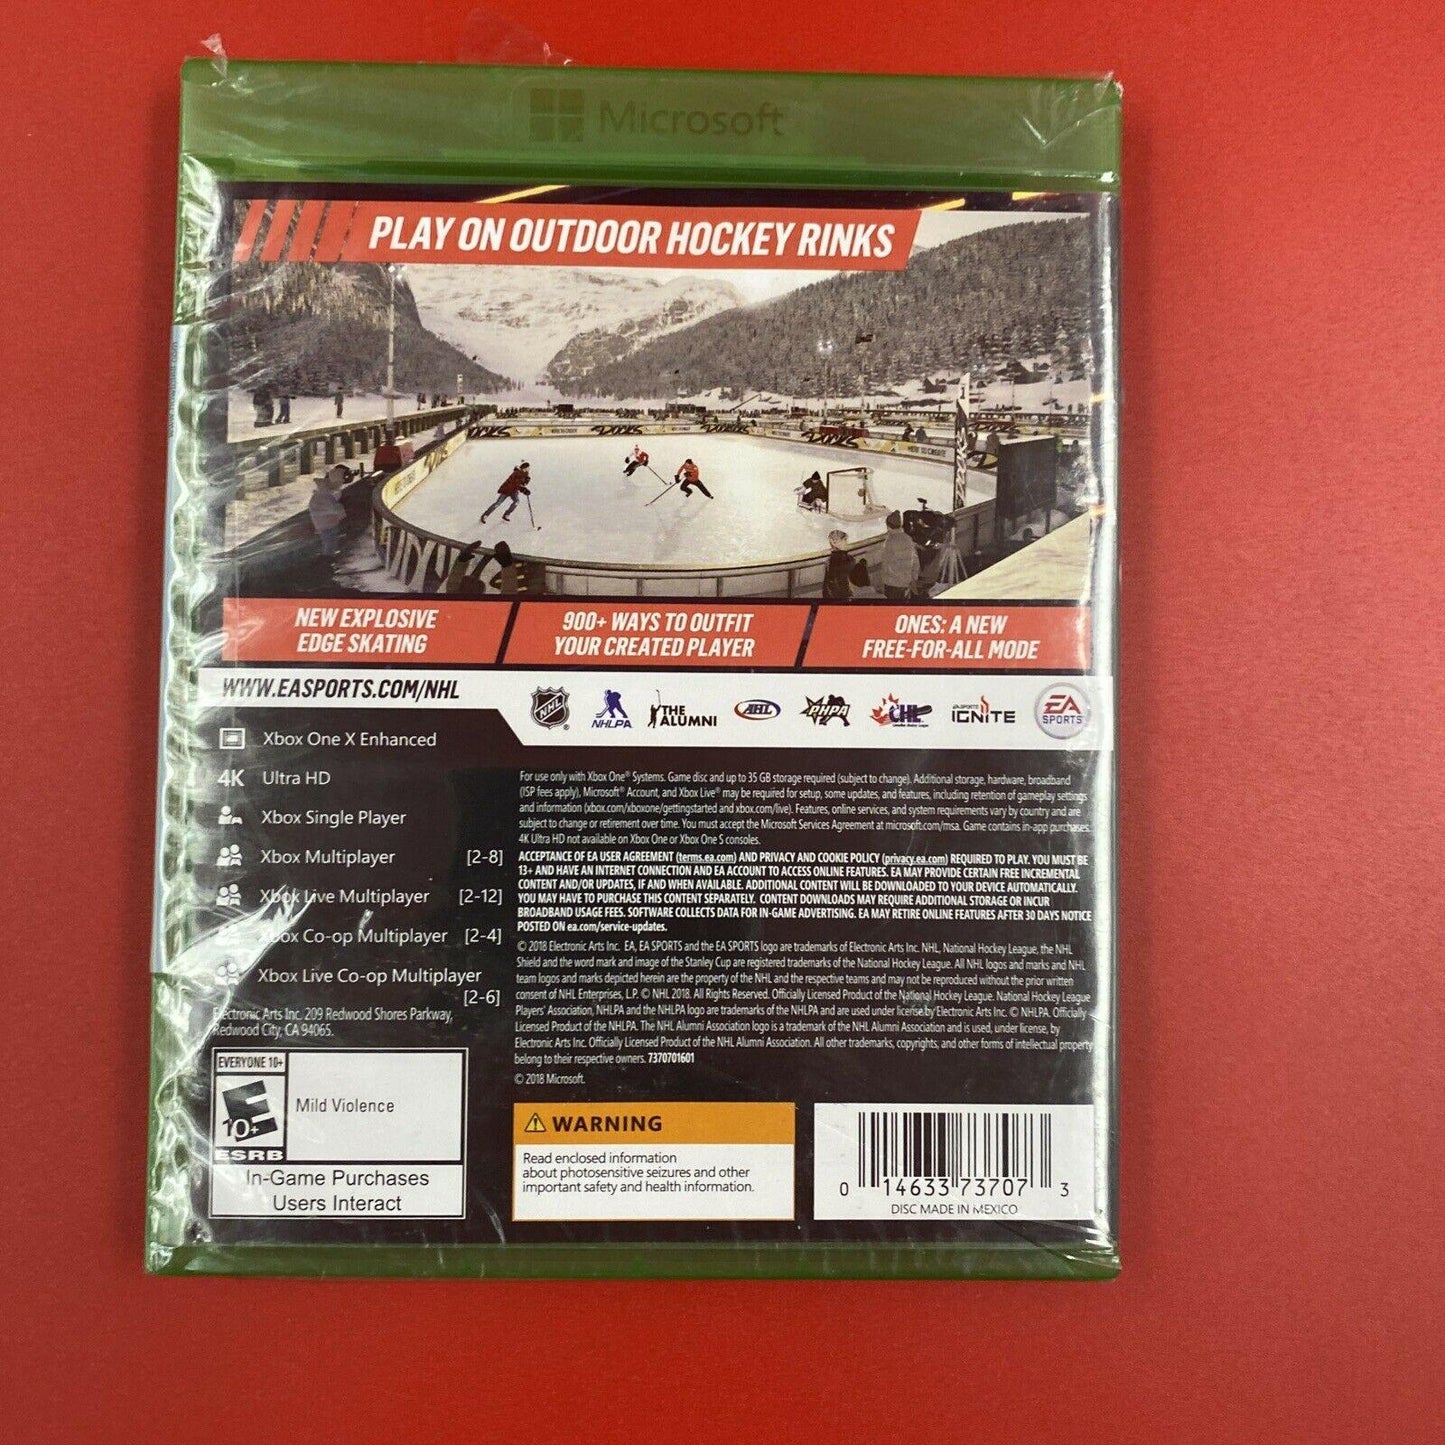 Microsoft
PLAY ON OUTDOOR HOCKEY RINKS
NEW EXPLOSIVE
EDGE SKATING
900+ WAYS TO OUTFIT
YOUR CREATED PLAYER
ONES: A NEW
FREE-FOR-ALL MODE
WWW.EASPORTS.COM/NHL
NHL
NHLPA
THE
ALUMNI
AHL
PHPA
CHL
EA SPORTS
IGNITE
EA
SPORTS
Xbox One X Enhanced
4K Ultra HD
Xbox Single Player
Xbox Multiplayer [2-8]
Xbox Live Multiplayer [2-12]
Xbox Co-op Multiplayer [2-4]
Xbox Live Co-op Multiplayer
[2-6]
Electronic Arts Inc. 209 Redwood Shores Parkway,
Redwood City, CA 94065.
For use only with Xbox One® Systems. Game disc and up to 35 GB storage required (subject to change). Additional storage, hardware, broadband
(ISP fees apply), Microsoft® Account, and Xbox Live® may be required for setup, some updates, and features, including retention of gameplay settings
and information (xbox.com/xboxone/gettingstarted and xbox.com/live). Features, online services, and system requirements vary by country and are
subject to change or retirement over time. You must accept the Microsoft Services Agreement at microsoft.com/msa. Game contains in-app purchases.
4K Ultra HD not available on Xbox One or Xbox One S consoles.
ACCEPTANCE OF EA USER AGREEMENT (terms.ea.com) AND PRIVACY AND COOKIE POLICY (privacy.ea.com) REQUIRED TO PLAY. YOU MUST BE
13+ AND HAVE AN INTERNET CONNECTION AND EA ACCOUNT TO ACCESS ONLINE FEATURES. EA MAY PROVIDE CERTAIN FREE INCREMENTAL
CONTENT AND/OR UPDATES, IF AND WHEN AVAILABLE. ADDITIONAL CONTENT WILL BE DOWNLOADED TO YOUR DEVICE AUTOMATICALLY.
YOU MAY HAVE TO PURCHASE THIS CONTENT SEPARATELY. CONTENT DOWNLOADS MAY REQUIRE ADDITIONAL STORAGE OR INCUR
BROADBAND USAGE FEES. SOFTWARE COLLECTS DATA FOR IN-GAME ADVERTISING. EA MAY RETIRE ONLINE FEATURES AFTER 30 DAYS NOTICE
POSTED ON ea.com/service-updates.
© 2018 Electronic Arts Inc. EA, EA SPORTS and the EA SPORTS logo are trademarks of Electronic Arts Inc. NHL, National Hockey League, the NHL
Shield and the word mark and image of the Stanley Cup are registered trademarks of the National Hockey League. All NHL logos and marks and NHL
team logos and marks depicted herein are the property of the NHL and the respective teams and may not be reproduced without the prior written
consent of NHL Enterprises, L.P. © NHL 2018. All Rights Reserved. Officially Licensed Product of the National Hockey League. National Hockey League
Players' Association, NHLPA and the NHLPA logo are trademarks of the NHLPA and are used under license by Electronic Arts Inc. © NHLPA. Officially
Licensed Product of the NHLPA. The NHL Alumni Association logo is a trademark of the NHL Alumni Association and is used, under license, by
Electronic Arts Inc. Officially Licensed Product of the NHL Alumni Association. All other trademarks, copyrights, and other forms of intellectual property
belong to their respective owners. 7370701601
© 2018 Microsoft.
EVERYONE 10+
E
10+
ESRB
Mild Violence
In-Game Purchases
Users Interact
WARNING
Read enclosed information
about photosensitive seizures and other
important safety and health information.
0 14633 73707 3
DISC MADE IN MEXICO